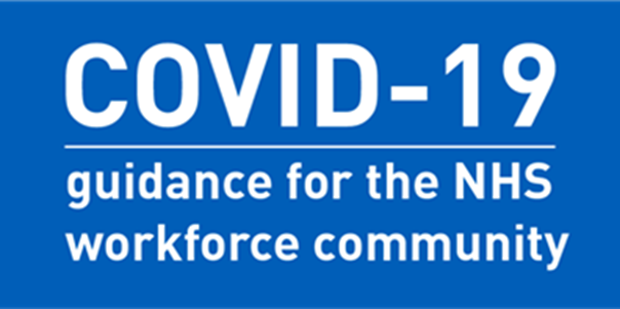 COVID-19
guidance for the NHS
workforce community